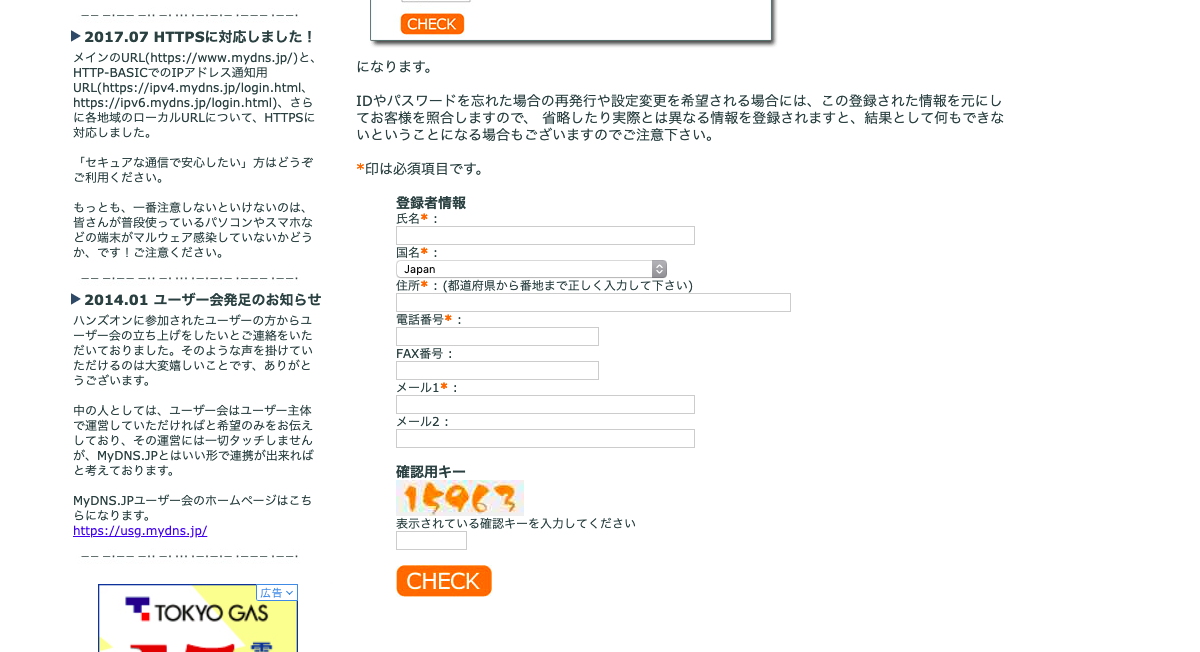 2017.07 HTTPSに対応しました！
メインのURL(https://www.mydns.jp/)と、
HTTP-BASICでのIPアドレス通知用
URL(https://ipv4.mydns.jp/login.html、
https://ipv6.mydns.jp/login.html)、さら
に各地域のローカルURLについて、HTTPSに
対応しました。
「セキュアな通信で安心したい」方はどうぞ
ご利用ください。
もっとも、一番注意しないといけないのは、
皆さんが普段使っているパソコンやスマホな
どの端末がマルウェア感染していないかどう
か、です！ご注意ください。
2014.01 ユーザー会発足のお知らせ
ハンズオンに参加されたユーザーの方からユ
ーザー会の立ち上げをしたいとご連絡をいた
だいておりました。そのような声を掛けてい
ただけるのは大変嬉しいことです、ありがと
うございます。
中の人としては、ユーザー会はユーザー主体
で運営していただければと希望のみをお伝え
しており、その運営には一切タッチしません
が、MyDNS.JPとはいい形で連携が出来れば
と考えております。
MyDNS.JPユーザー会のホームページはこち
らになります。
https://usg.mydns.jp/
広告
TOKYO GAS
CHECK
になります。
IDやパスワードを忘れた場合の再発行や設定変更を希望される場合には、この登録された情報を元にし
てお客様を照合しますので、 省略したり実際とは異なる情報を登録されますと、結果として何もできな
いということになる場合もございますのでご注意下さい。
*印は必須項目です。
登録者情報
氏名*：
国名*：
Japan
住所*：(都道府県から番地まで正しく入力して下さい)
電話番号*：
FAX番号：
メール1*：
メール2：
確認用キー
15963
表示されている確認キーを入力してください
CHECK